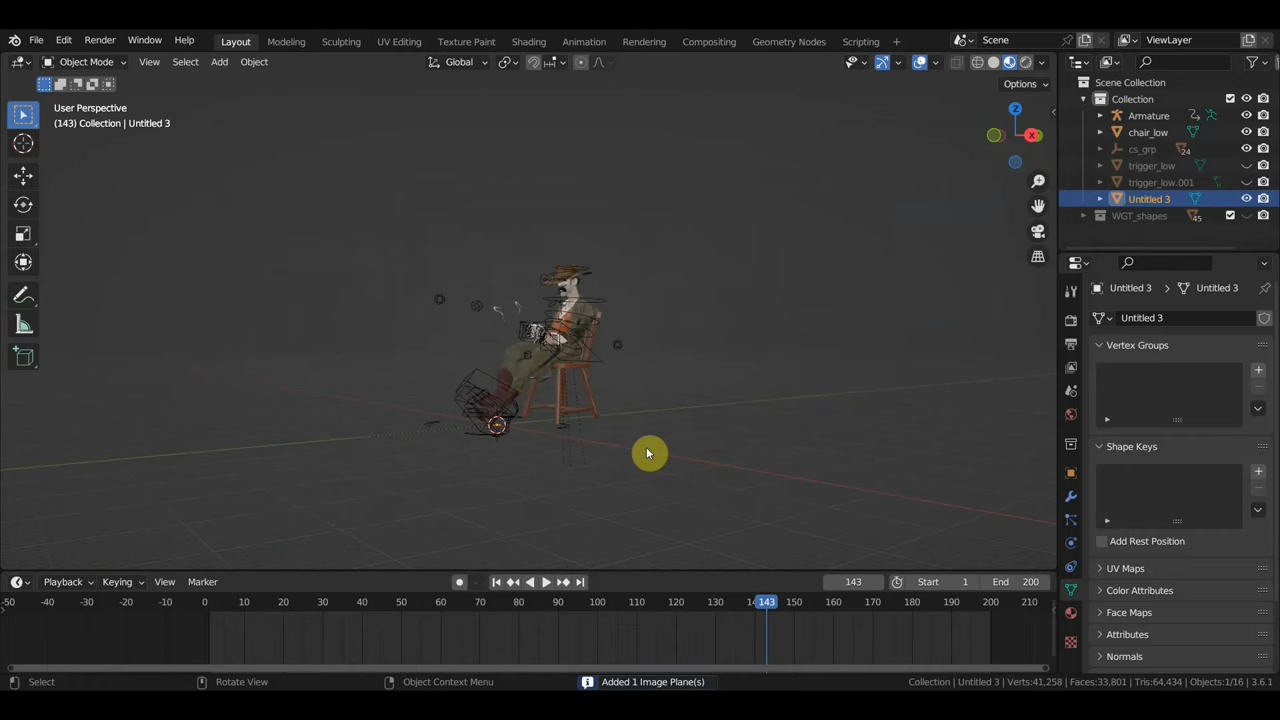 File Edit Render Window Help Layout Modeling Sculpting UV Editing Texture Paint Shading Animation Rendering Compositing Geometry Nodes Scripting + Scene ViewLayer
Object Mode View Select Add Object Global
Options
User Perspective
(143) Collection | Untitled 3
Z
X
Scene Collection
Collection
Armature
chair_low
cs_grp 24
trigger_low
trigger_low.001
Untitled 3
WGT_shapes 45
Untitled 3 > Untitled 3
Untitled 3
Vertex Groups
Shape Keys
Add Rest Position
UV Maps
Color Attributes
Face Maps
Attributes
Normals
Playback Keying View Marker 143 Start 1 End 200
-50 -40 -30 -20 -10 0 10 20 30 40 50 60 70 80 90 100 110 120 130 143 150 160 170 180 190 200 210
Select Rotate View Object Context Menu Added 1 Image Plane(s) Collection | Untitled 3 | Verts:41,258 | Faces:33,801 | Tris:64,434 | Objects:1/16 | 3.6.1